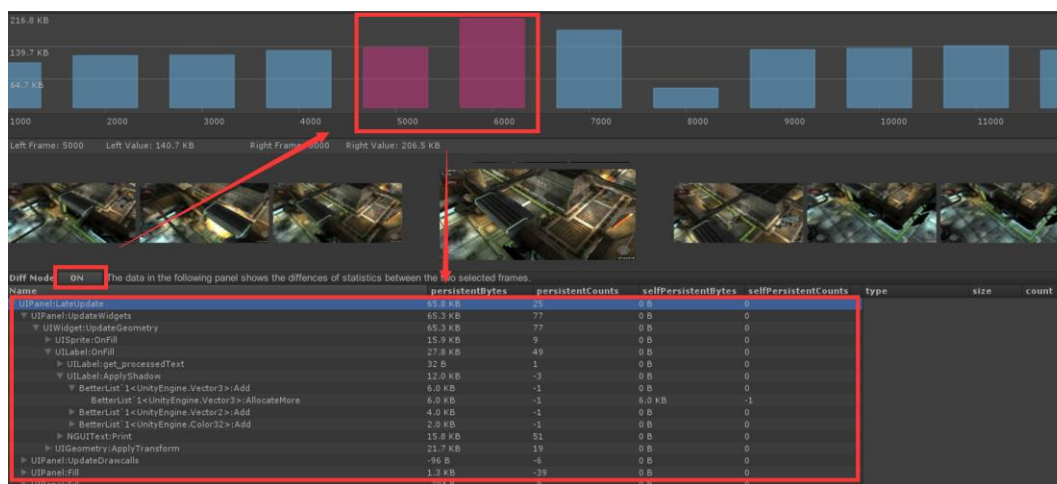 216.8 KB
139.7 KB
64.7 KB
1000 2000 3000 4000 5000 6000 7000 8000 9000 10000 11000
Left Frame: 5000 Left Value: 140.7 KB Right Frame: 6000 Right Value: 206.5 KB
Diff Node ON The data in the following panel shows the diffences of statistics between the two selected frames.
Name persistentBytes persistentCounts selfPersistentBytes selfPersistentCounts type size count
UIPanel:LateUpdate 65.8 KB 25 0 B 0
UIPanel:UpdateWidgets 65.3 KB 77 0 B 0
UIWidget:UpdateGeometry 65.3 KB 77 0 B 0
UISprite:OnFill 15.9 KB 9 0 B 0
UILabel:OnFill 27.8 KB 49 0 B 0
UILabel:get_processedText 32 B 1 0 B 0
UILabel:ApplyShadow 12.0 KB -3 0 B 0
BetterList`1<UnityEngine.Vector3>:Add 6.0 KB -1 0 B 0
BetterList`1<UnityEngine.Vector3>:AllocateMore 6.0 KB -1 6.0 KB -1
BetterList`1<UnityEngine.Vector2>:Add 4.0 KB -1 0 B 0
BetterList`1<UnityEngine.Color32>:Add 2.0 KB -1 0 B 0
NGUIText:Print 15.8 KB 51 0 B 0
UIGeometry:ApplyTransform 21.7 KB 19 0 B 0
UIPanel:UpdateDrawcalls -96 B -6 0 B 0
UIPanel:Fill 1.3 KB -39 0 B 0